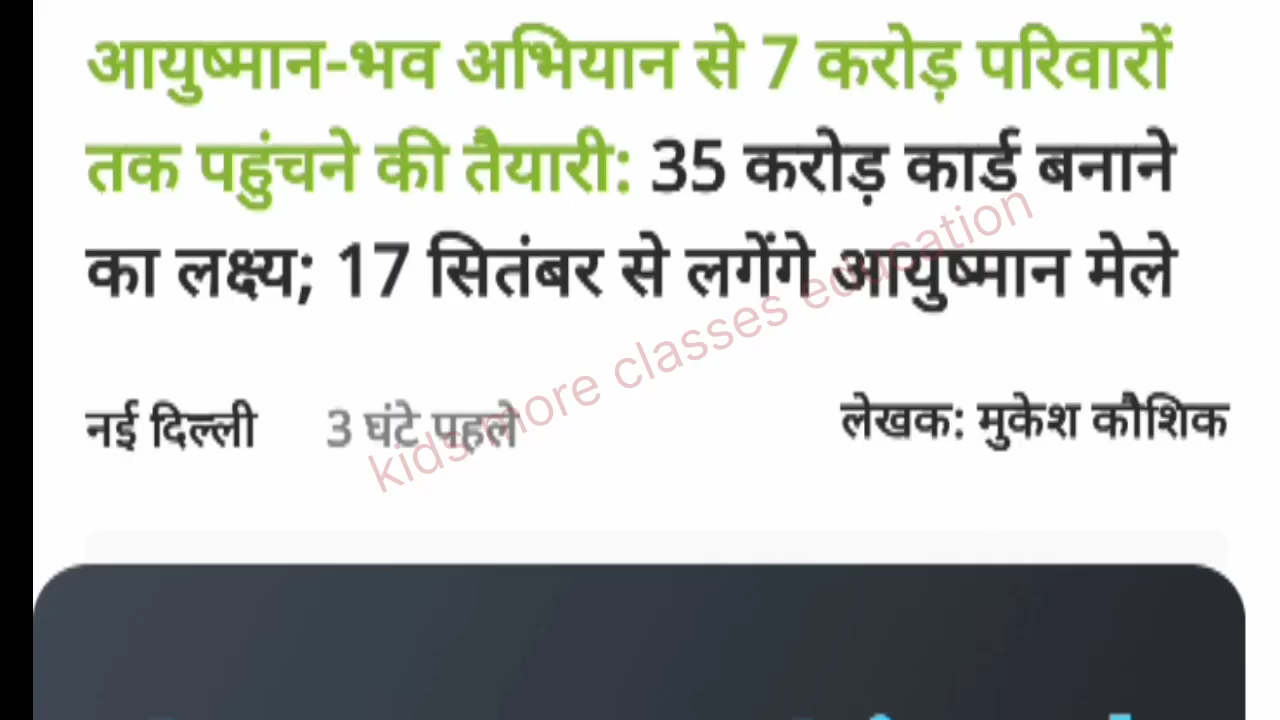 आयुष्मान-भव अभियान से 7 करोड़ परिवारों
तक पहुंचने की तैयारी: 35 करोड़ कार्ड बनाने
का लक्ष्य; 17 सितंबर से लगेंगे आयुष्मान मेले
kids more classes education
नई दिल्ली 3 घंटे पहले लेखक: मुकेश कौशिक